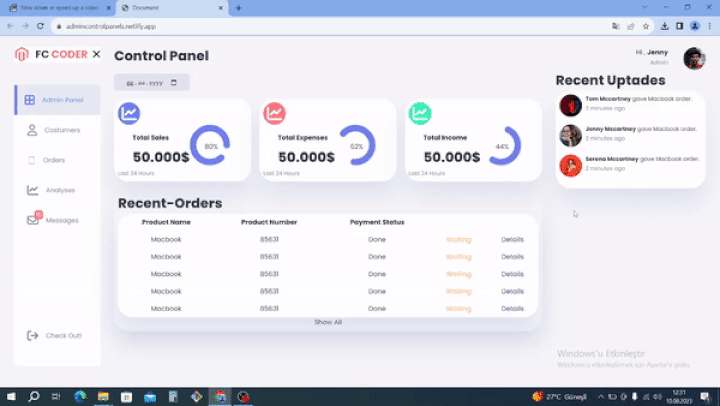 Slow down or speed up a video
Document
admincontrolpanels.netlify.app
FC CODER
Admin Panel
Costumers
Orders
Analyses
Messages
Check Out!
Control Panel
Total Sales
50.000$
80%
Last 24 Hours
Total Expenses
50.000$
62%
Last 24 Hours
Total Income
50.000$
44%
Last 24 Hours
Recent-Orders
Product Name Product Number Payment Status
Macbook 85631 Done Waiting Details
Macbook 85631 Done Waiting Details
Macbook 85631 Done Waiting Details
Macbook 85631 Done Waiting Details
Macbook 85631 Done Waiting Details
Show All
Hi , Jenny
Admin
Recent Uptades
Tom Mccartney gave Macbook order.
2 minutes ago
Jenny Mccartney gave Macbook order.
2 minutes ago
Serena Mccartney gave Macbook order.
2 minutes ago
Windows'u Etkinleştir
Windows'u etkinleştirmek için Ayarlar'a gidin.
27°C Güneşli
12:31
10.08.2023